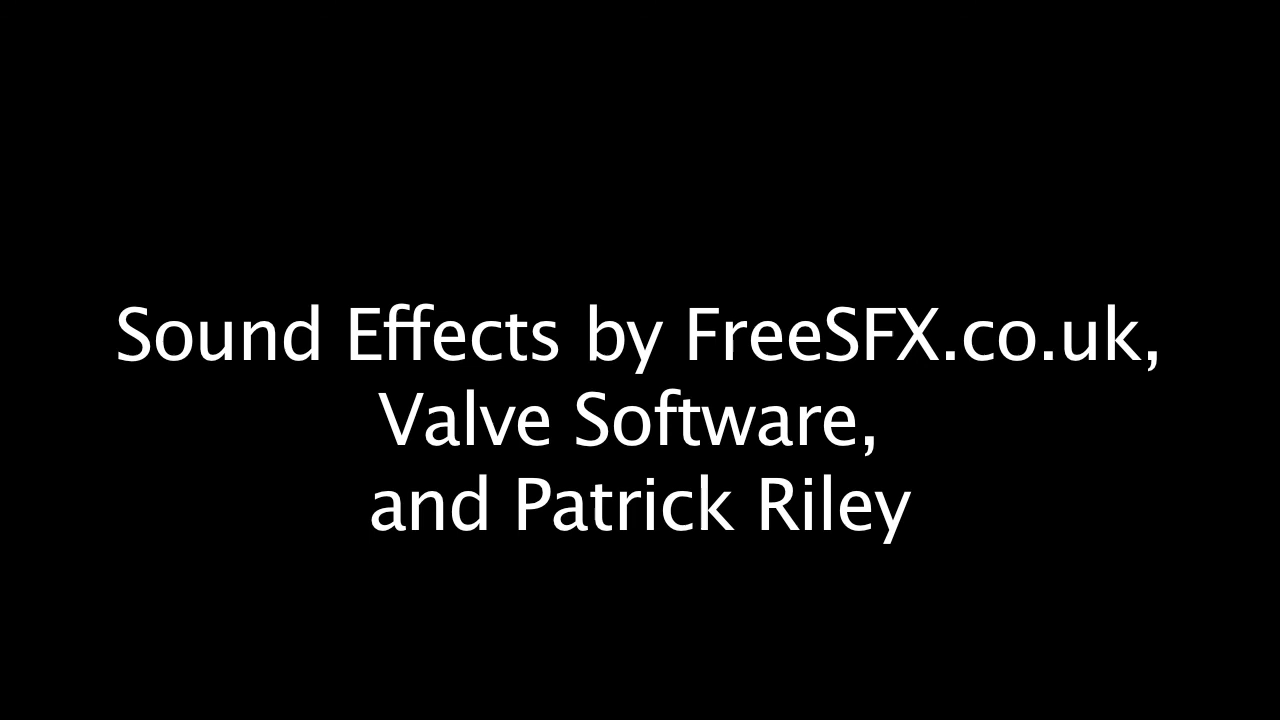 Sound Effects by FreeSFX.co.uk,
Valve Software,
and Patrick Riley